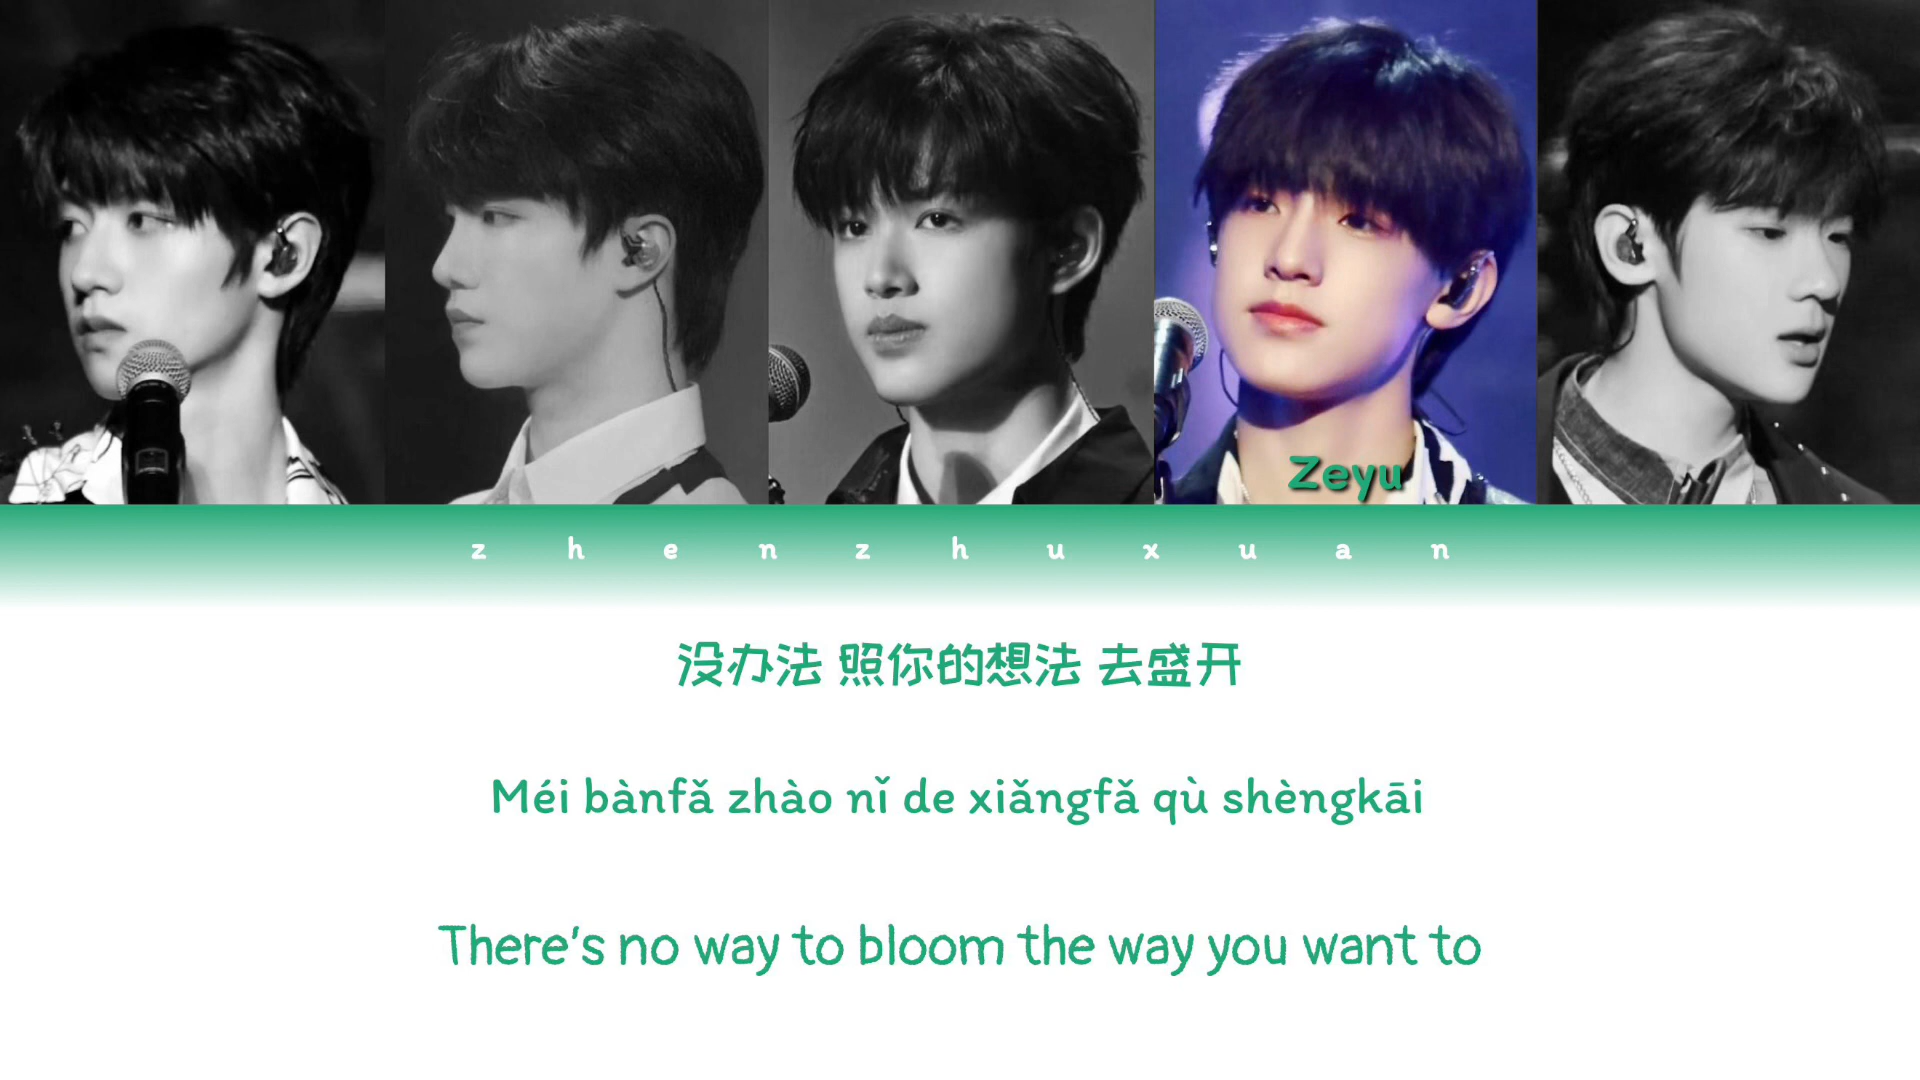 Zeyu
z h e n z h u x u a n
没办法 照你的想法 去盛开
Méi bànfǎ zhào nǐ de xiǎngfǎ qù shèngkāi
There's no way to bloom the way you want to